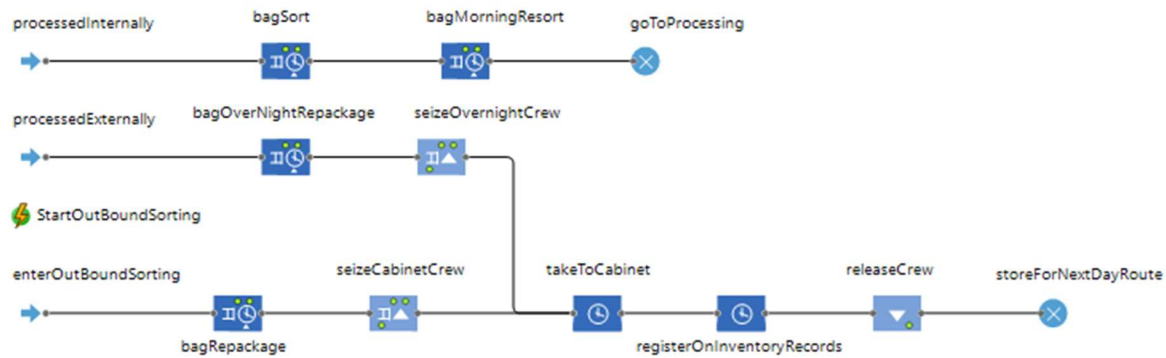 processedInternally
bagSort
bagMorningResort
goToProcessing
processedExternally
bagOverNightRepackage
seizeOvernightCrew
StartOutBoundSorting
enterOutBoundSorting
seizeCabinetCrew
takeToCabinet
releaseCrew
storeForNextDayRoute
bagRepackage
registerOnInventoryRecords